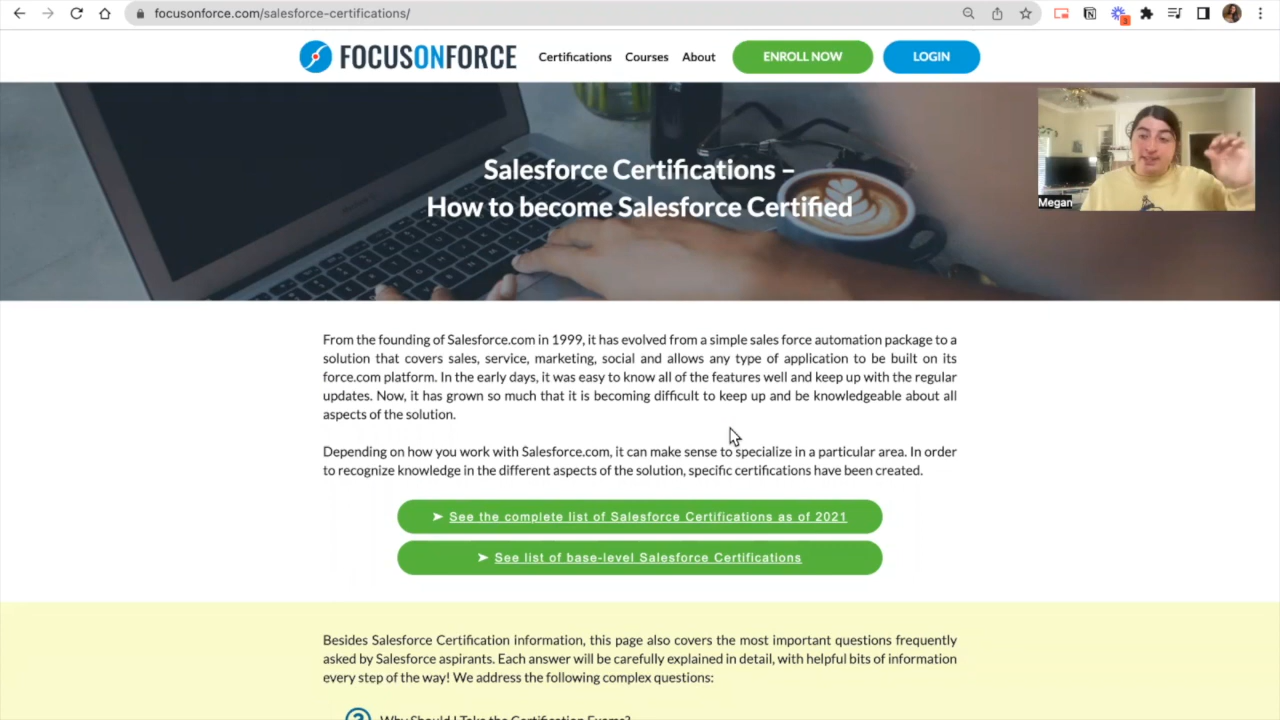 focusonforce.com/salesforce-certifications/
3
FOCUSONFORCE
Certifications
Courses
About
ENROLL NOW
LOGIN
Salesforce Certifications –
How to become Salesforce Certified
Megan
From the founding of Salesforce.com in 1999, it has evolved from a simple sales force automation package to a
solution that covers sales, service, marketing, social and allows any type of application to be built on its
force.com platform. In the early days, it was easy to know all of the features well and keep up with the regular
updates. Now, it has grown so much that it is becoming difficult to keep up and be knowledgeable about all
aspects of the solution.
Depending on how you work with Salesforce.com, it can make sense to specialize in a particular area. In order
to recognize knowledge in the different aspects of the solution, specific certifications have been created.
➤ See the complete list of Salesforce Certifications as of 2021
➤ See list of base-level Salesforce Certifications
Besides Salesforce Certification information, this page also covers the most important questions frequently
asked by Salesforce aspirants. Each answer will be carefully explained in detail, with helpful bits of information
every step of the way! We address the following complex questions:
Why Should I Take the Certification Exams?